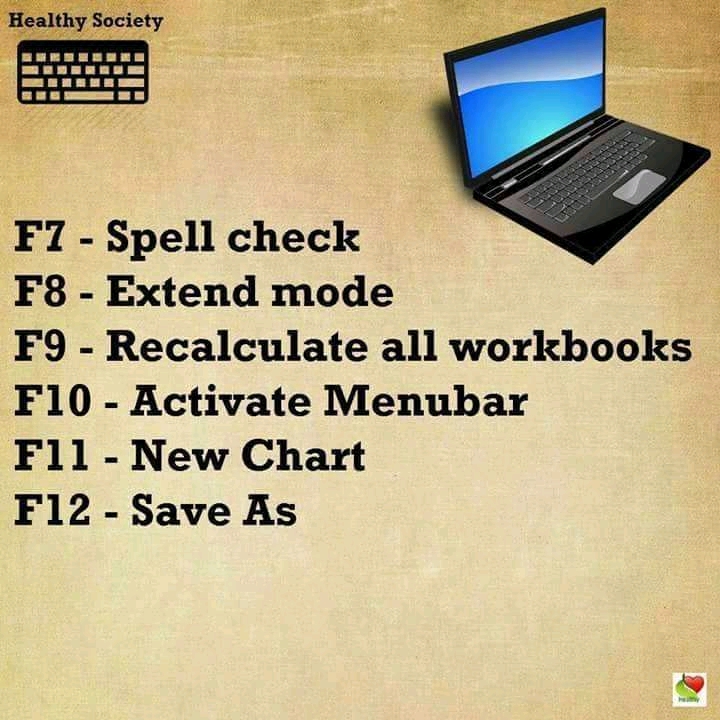 Healthy Society
F7 - Spell check
F8 - Extend mode
F9 - Recalculate all workbooks
F10 - Activate Menubar
F11 - New Chart
F12 - Save As
Healthy